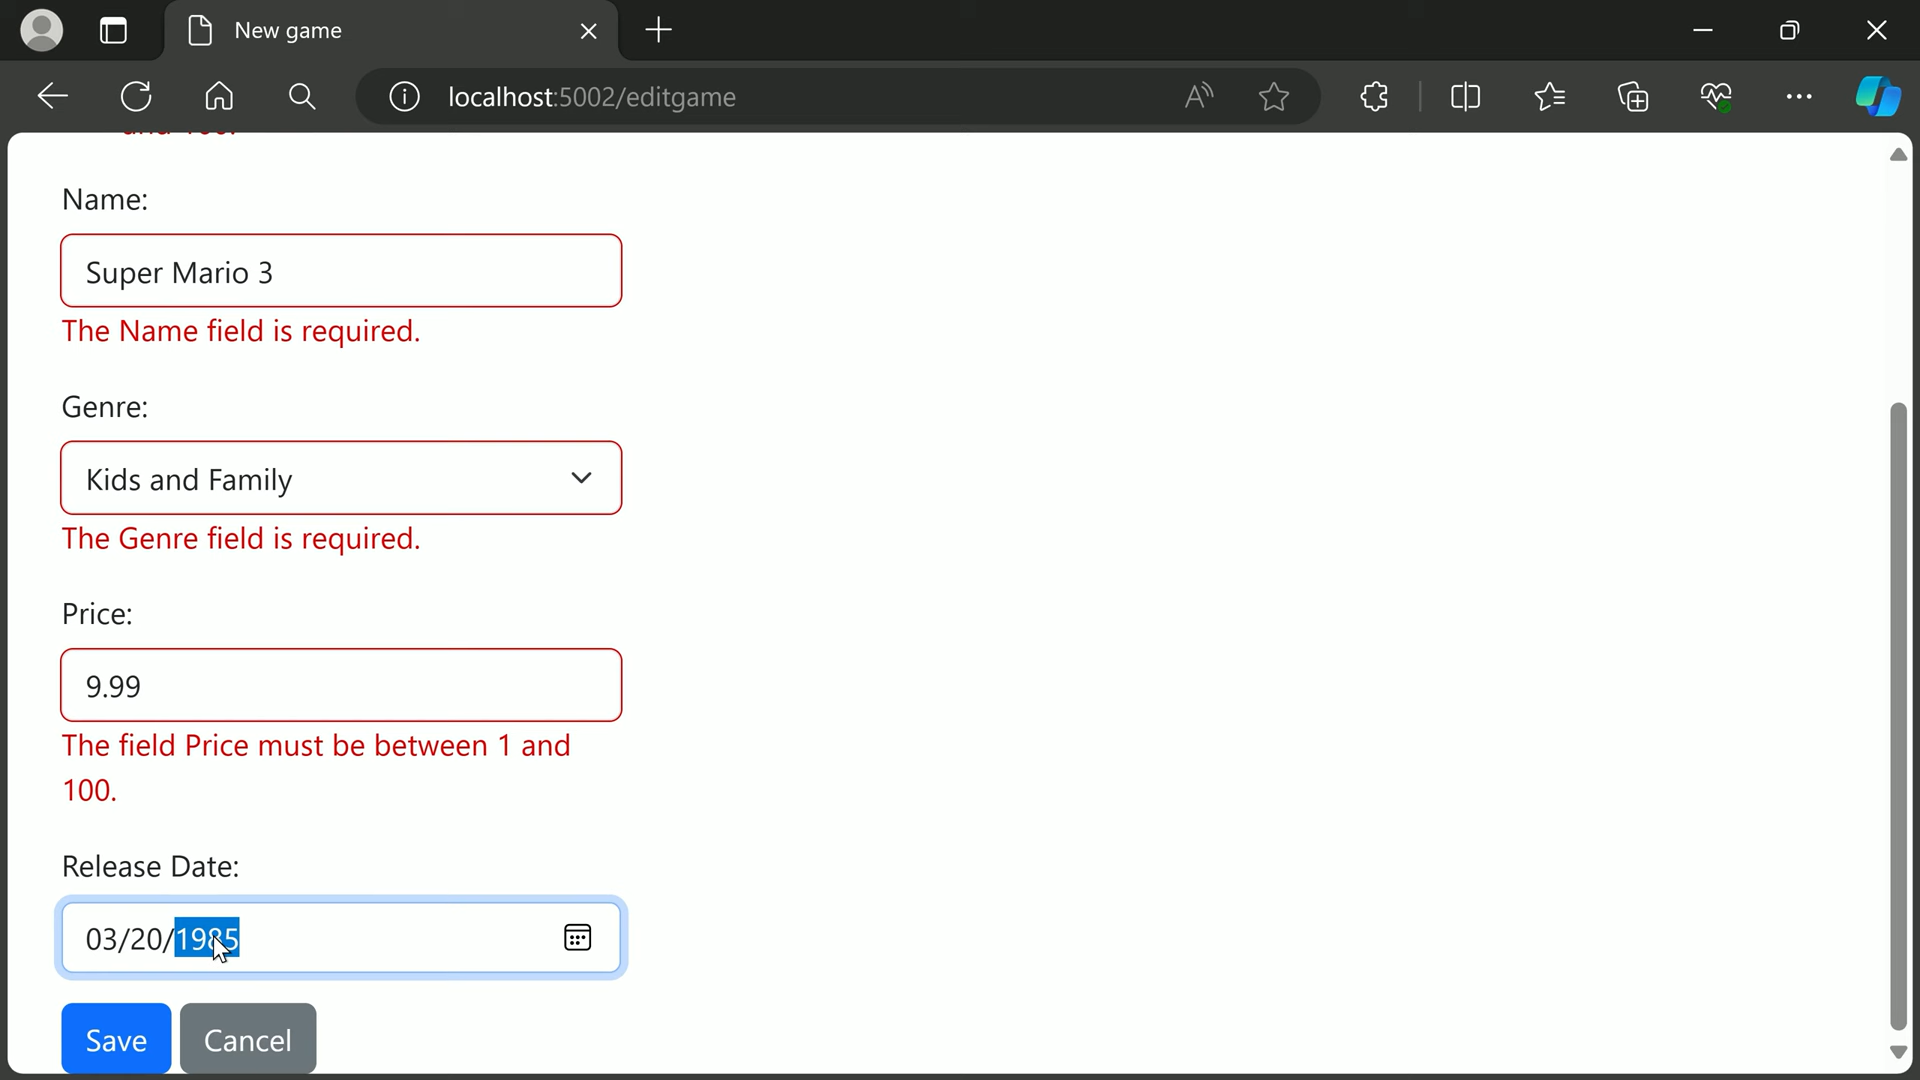 New game
localhost:5002/editgame
and 100.
Name:
Super Mario 3
The Name field is required.
Genre:
Kids and Family
The Genre field is required.
Price:
9.99
The field Price must be between 1 and
100.
Release Date:
03/20/1985
Save Cancel